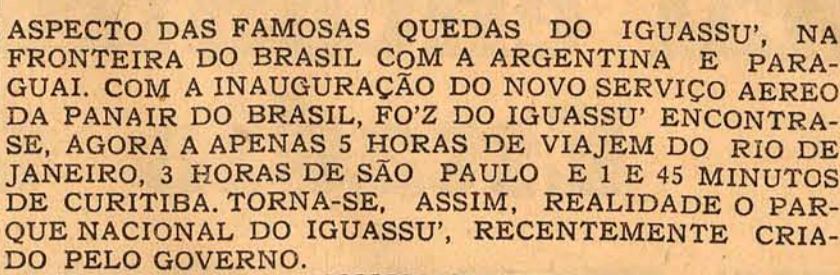 ASPECTO DAS FAMOSAS QUEDAS DO IGUASSU', NA
FRONTEIRA DO BRASIL COM A ARGENTINA E PARA-
GUAI. COM A INAUGURAÇÃO DO NOVO SERVIÇO AEREO
DA PANAIR DO BRASIL, FO'Z DO IGUASSU' ENCONTRA-
SE, AGORA A APENAS 5 HORAS DE VIAJEM DO RIO DE
JANEIRO, 3 HORAS DE SÃO PAULO E 1 E 45 MINUTOS
DE CURITIBA. TORNA-SE, ASSIM, REALIDADE O PAR-
QUE NACIONAL DO IGUASSU', RECENTEMENTE CRIA-
DO PELO GOVERNO.